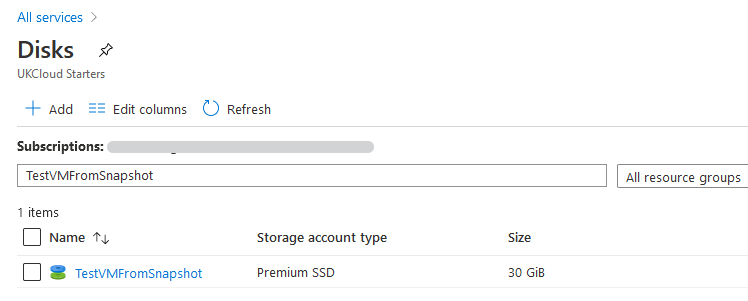 All services >
Disks
UKCloud Starters
Add Edit columns Refresh
Subscriptions:
TestVMFromSnapshot All resource groups
1 items
Name ↑↓ Storage account type Size
TestVMFromSnapshot Premium SSD 30 GiB